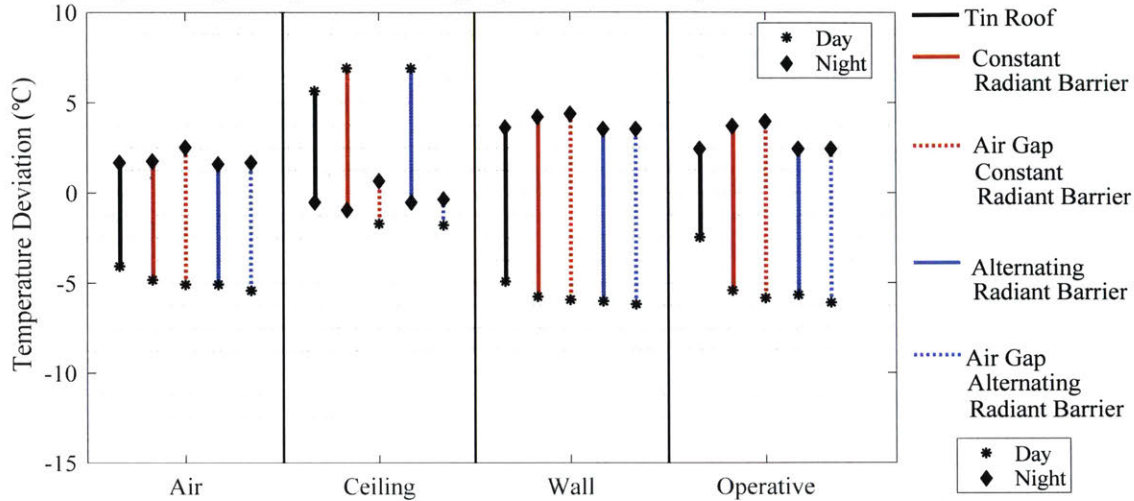 Temperature Deviation (℃)
10
5
0
-5
-10
-15
Air
Ceiling
Wall
Operative
Day
Night
Tin Roof
Constant
Radiant Barrier
Air Gap
Constant
Radiant Barrier
Alternating
Radiant Barrier
Air Gap
Alternating
Radiant Barrier
Day
Night